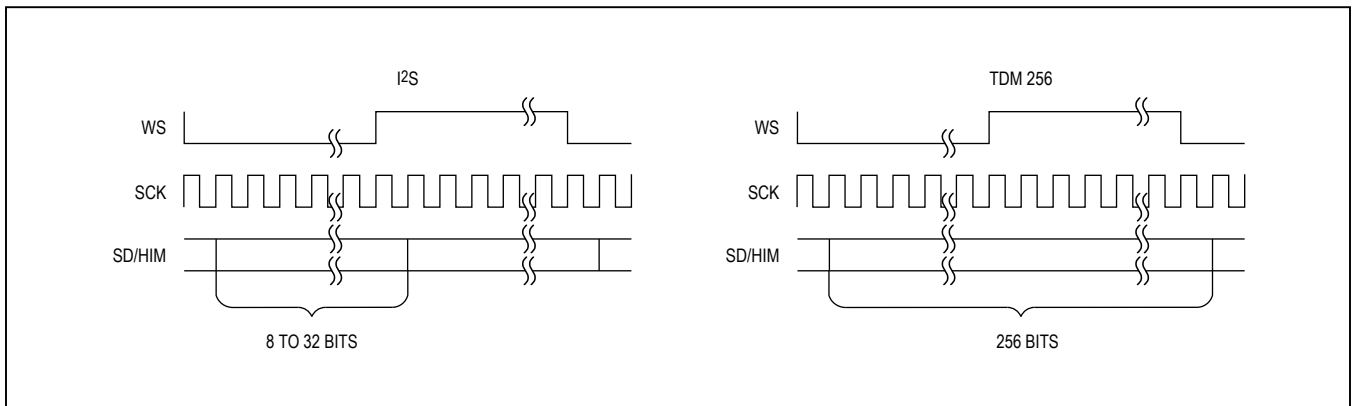 I2S
WS
SCK
SD/HIM
8 TO 32 BITS
TDM 256
WS
SCK
SD/HIM
256 BITS